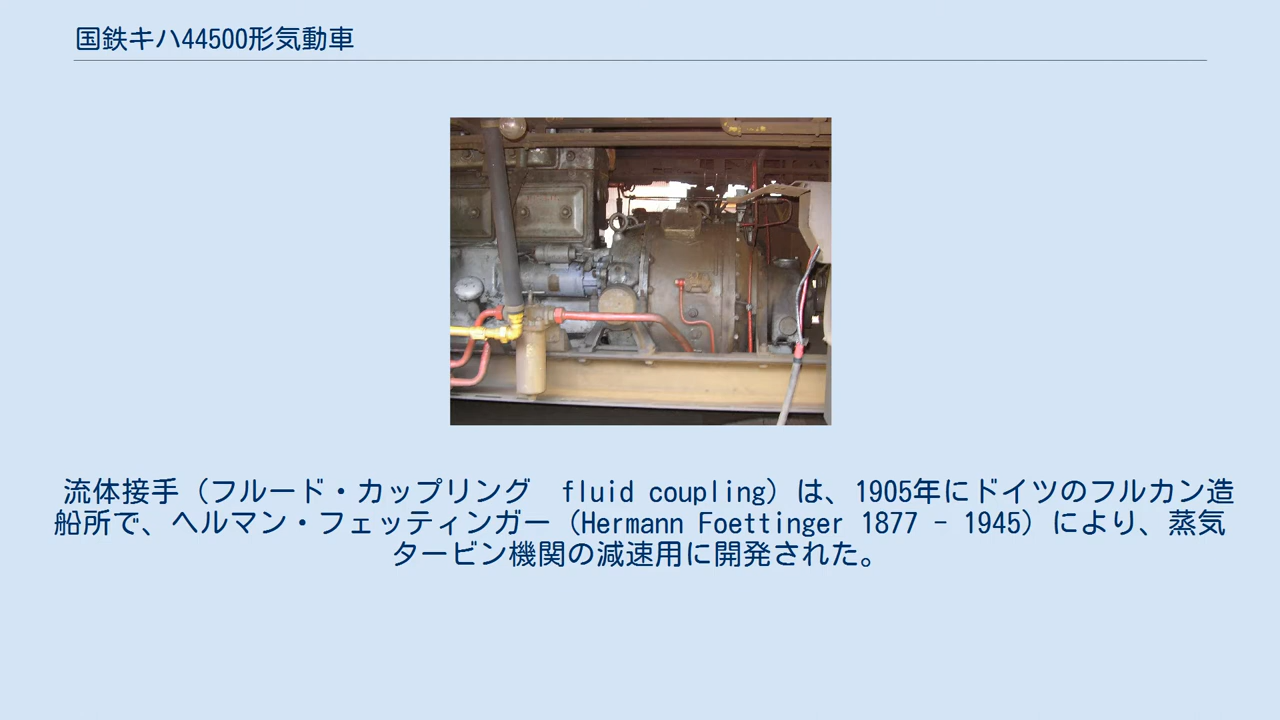 国鉄キハ44500形気動車
流体接手（フルード・カップリング　fluid coupling）は、1905年にドイツのフルカン造
船所で、ヘルマン・フェッティンガー（Hermann Foettinger 1877 - 1945）により、蒸気
タービン機関の減速用に開発された。